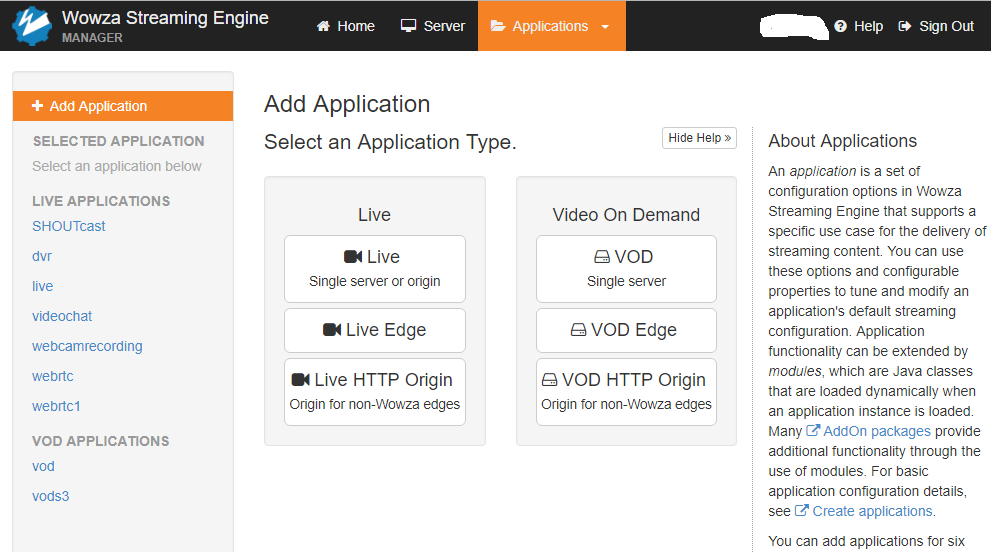 Wowza Streaming Engine
MANAGER
Home
Server
Applications
Help
Sign Out
Add Application
SELECTED APPLICATION
Select an application below
LIVE APPLICATIONS
SHOUTcast
dvr
live
videochat
webcamrecording
webrtc
webrtc1
VOD APPLICATIONS
vod
vods3
Add Application
Select an Application Type.
Hide Help »
Live
Live
Single server or origin
Live Edge
Live HTTP Origin
Origin for non-Wowza edges
Video On Demand
VOD
Single server
VOD Edge
VOD HTTP Origin
Origin for non-Wowza edges
About Applications
An application is a set of
configuration options in Wowza
Streaming Engine that supports a
specific use case for the delivery of
streaming content. You can use
these options and configurable
properties to tune and modify an
application's default streaming
configuration. Application
functionality can be extended by
modules, which are Java classes
that are loaded dynamically when
an application instance is loaded.
Many AddOn packages provide
additional functionality through the
use of modules. For basic
application configuration details,
see Create applications.
You can add applications for six